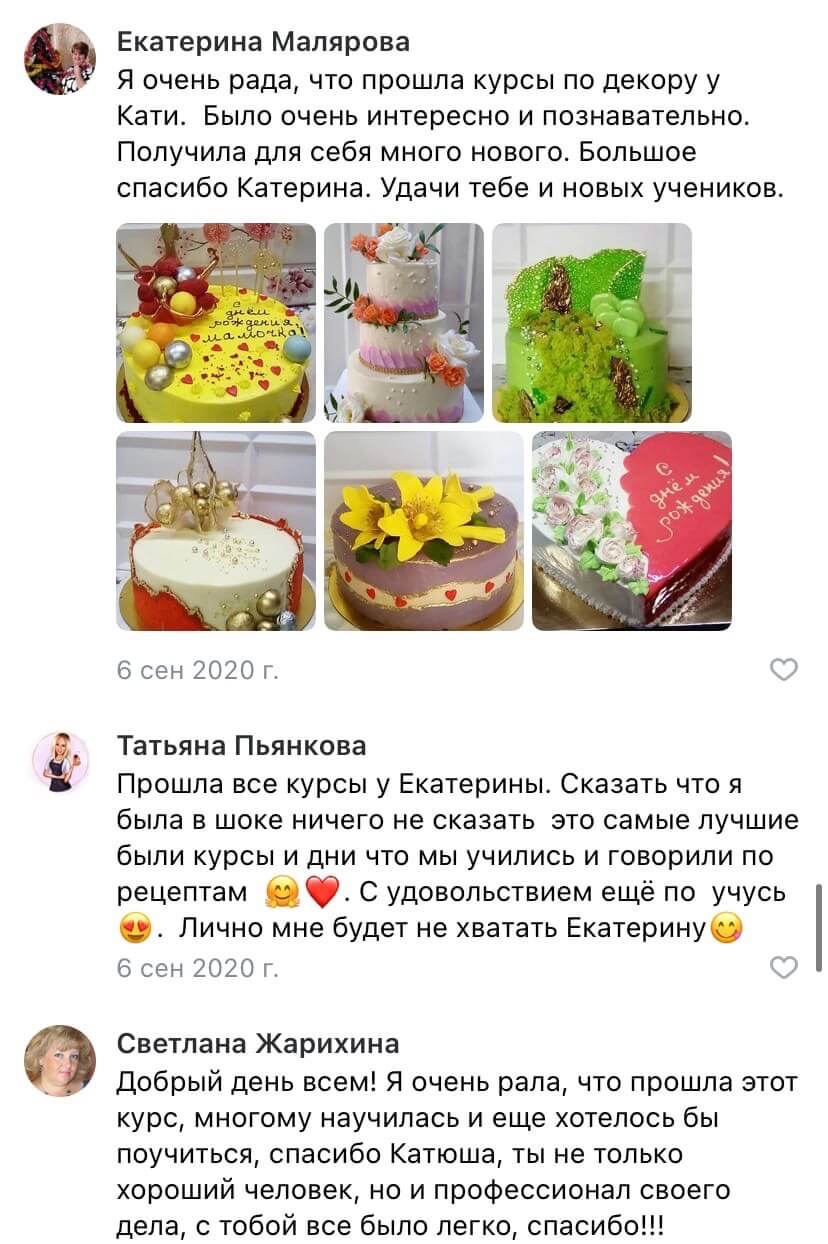 Екатерина Малярова
Я очень рада, что прошла курсы по декору у
Кати.  Было очень интересно и познавательно.
Получила для себя много нового. Большое
спасибо Катерина. Удачи тебе и новых учеников.
С
днём
рождения
мамочка!
С
днём
рождения!
6 сен 2020 г.
Татьяна Пьянкова
Прошла все курсы у Екатерины. Сказать что я
была в шоке ничего не сказать  это самые лучшие
были курсы и дни что мы учились и говорили по
рецептам 🤗❤️. С удовольствием ещё по  учусь
😍.  Лично мне будет не хватать Екатерину😋
6 сен 2020 г.
Светлана Жарихина
Добрый день всем! Я очень рала, что прошла этот
курс, многому научилась и еще хотелось бы
поучиться, спасибо Катюша, ты не только
хороший человек, но и профессионал своего
дела, с тобой все было легко, спасибо!!!